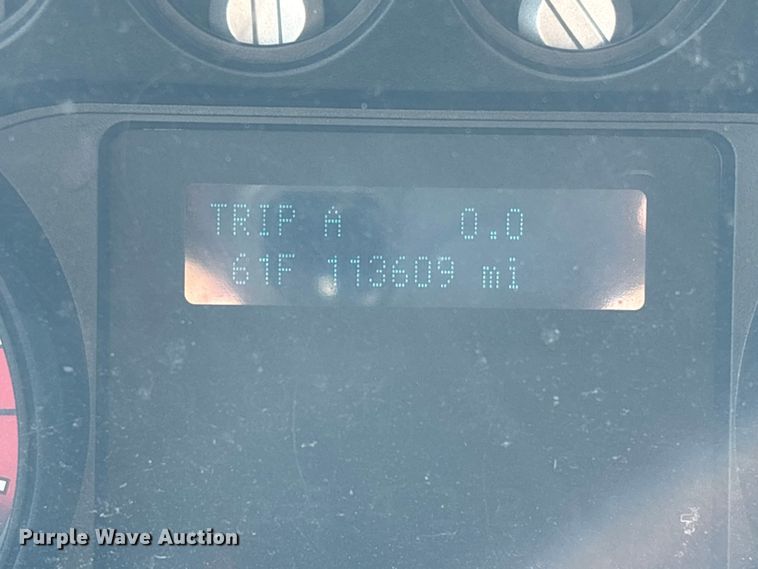 TRIP A 0.0
61F 113609 mi
Purple Wave Auction